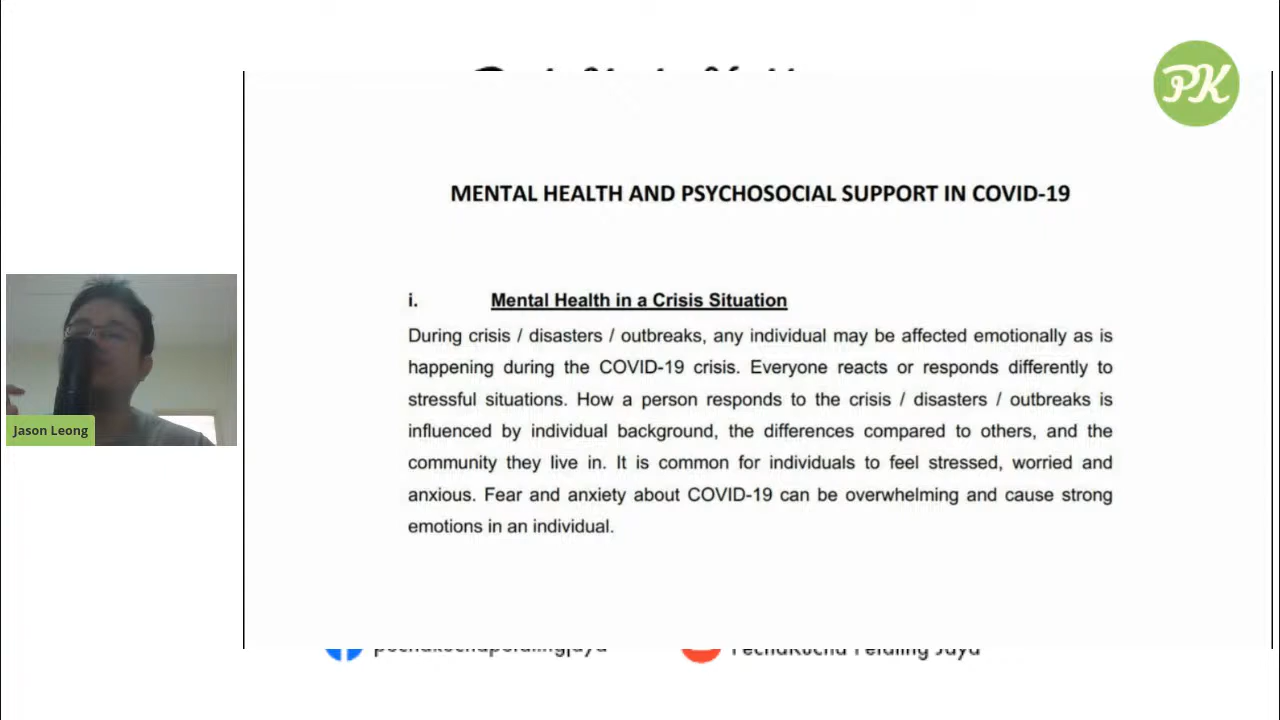 PK
MENTAL HEALTH AND PSYCHOSOCIAL SUPPORT IN COVID-19
i. Mental Health in a Crisis Situation
During crisis / disasters / outbreaks, any individual may be affected emotionally as is
happening during the COVID-19 crisis. Everyone reacts or responds differently to
stressful situations. How a person responds to the crisis / disasters / outbreaks is
influenced by individual background, the differences compared to others, and the
community they live in. It is common for individuals to feel stressed, worried and
anxious. Fear and anxiety about COVID-19 can be overwhelming and cause strong
emotions in an individual.
Jason Leong
pechakuchapetalingjaya PechaKucha Petaling Jaya